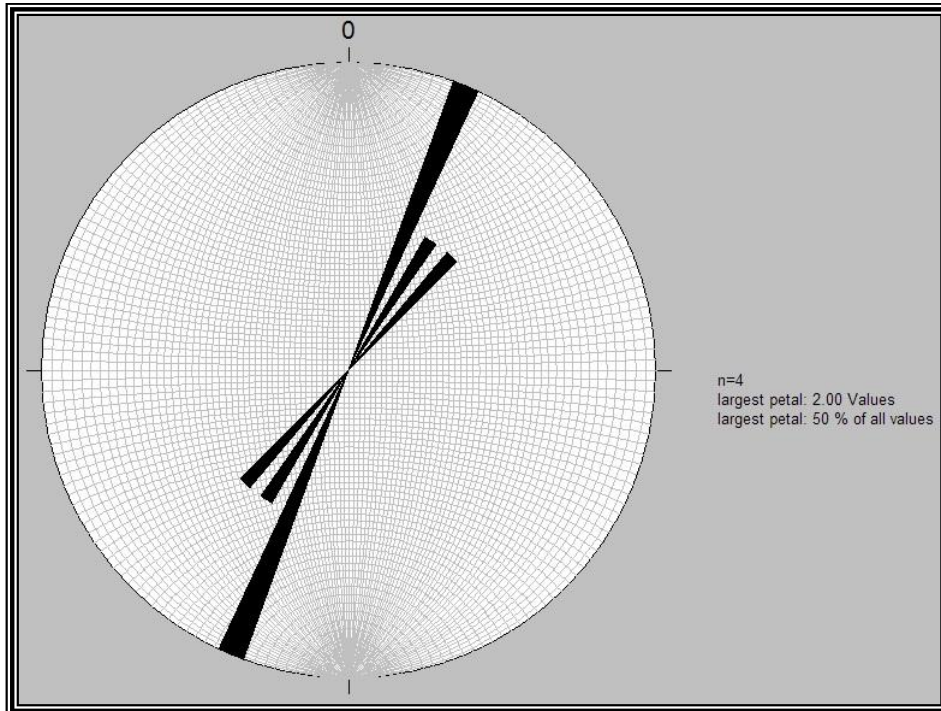 0
n=4
largest petal: 2.00 Values
largest petal: 50 % of all values